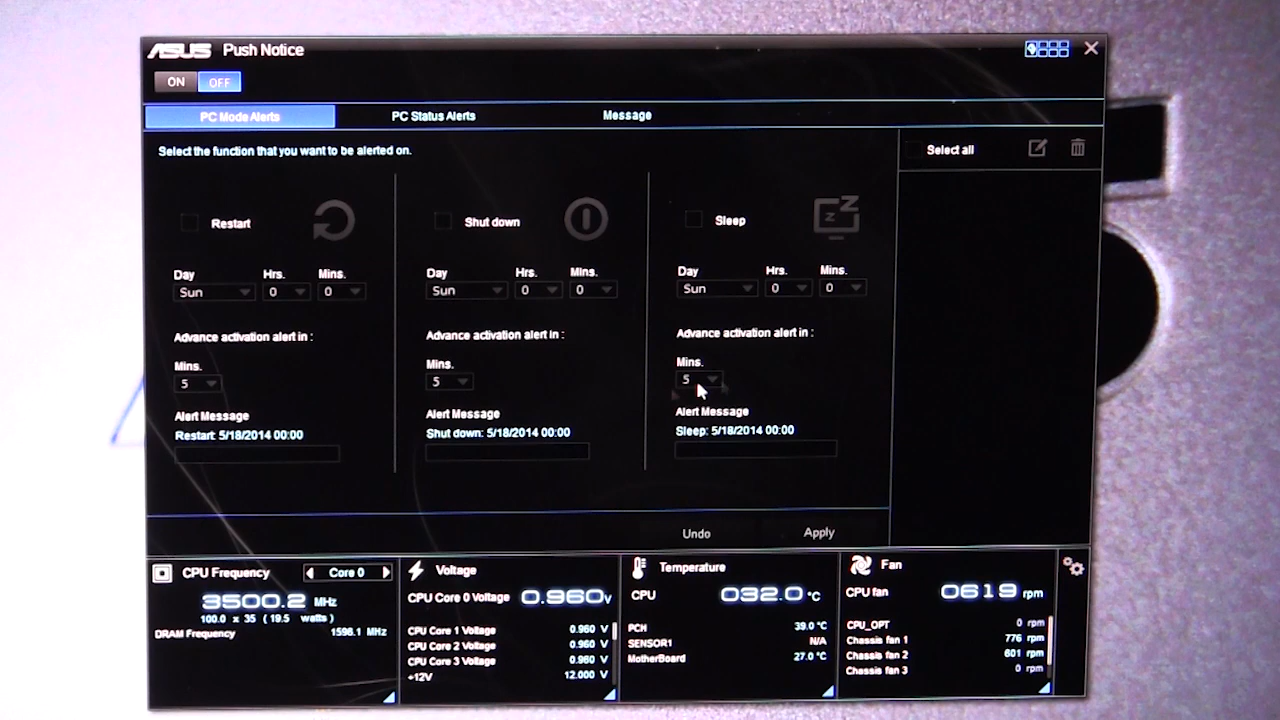 ASUS Push Notice
ON OFF
PC Mode Alerts PC Status Alerts Message
Select the function that you want to be alerted on.
Select all
Restart Shut down Sleep
Day Hrs. Mins. Day Hrs. Mins. Day Hrs. Mins.
Sun 0 0 Sun 0 0 Sun 0 0
Advance activation alert in : Advance activation alert in : Advance activation alert in :
Mins. Mins. Mins.
5 5 5
Alert Message Alert Message Alert Message
Restart: 5/18/2014 00:00 Shut down: 5/18/2014 00:00 Sleep: 5/18/2014 00:00
Undo Apply
CPU Frequency Core 0
3500.2 MHz
100.0 x 35 ( 19.5 watts )
DRAM Frequency 1598.1 MHz
Voltage
CPU Core 0 Voltage 0.960v
CPU Core 1 Voltage 0.960 V
CPU Core 2 Voltage 0.960 V
CPU Core 3 Voltage 0.960 V
+12V 12.000 V
Temperature
CPU 032.0 °C
PCH 39.0 °C
SENSOR1 N/A
MotherBoard 27.0 °C
Fan
CPU fan 0619 rpm
CPU_OPT 0 rpm
Chassis fan 1 776 rpm
Chassis fan 2 601 rpm
Chassis fan 3 0 rpm